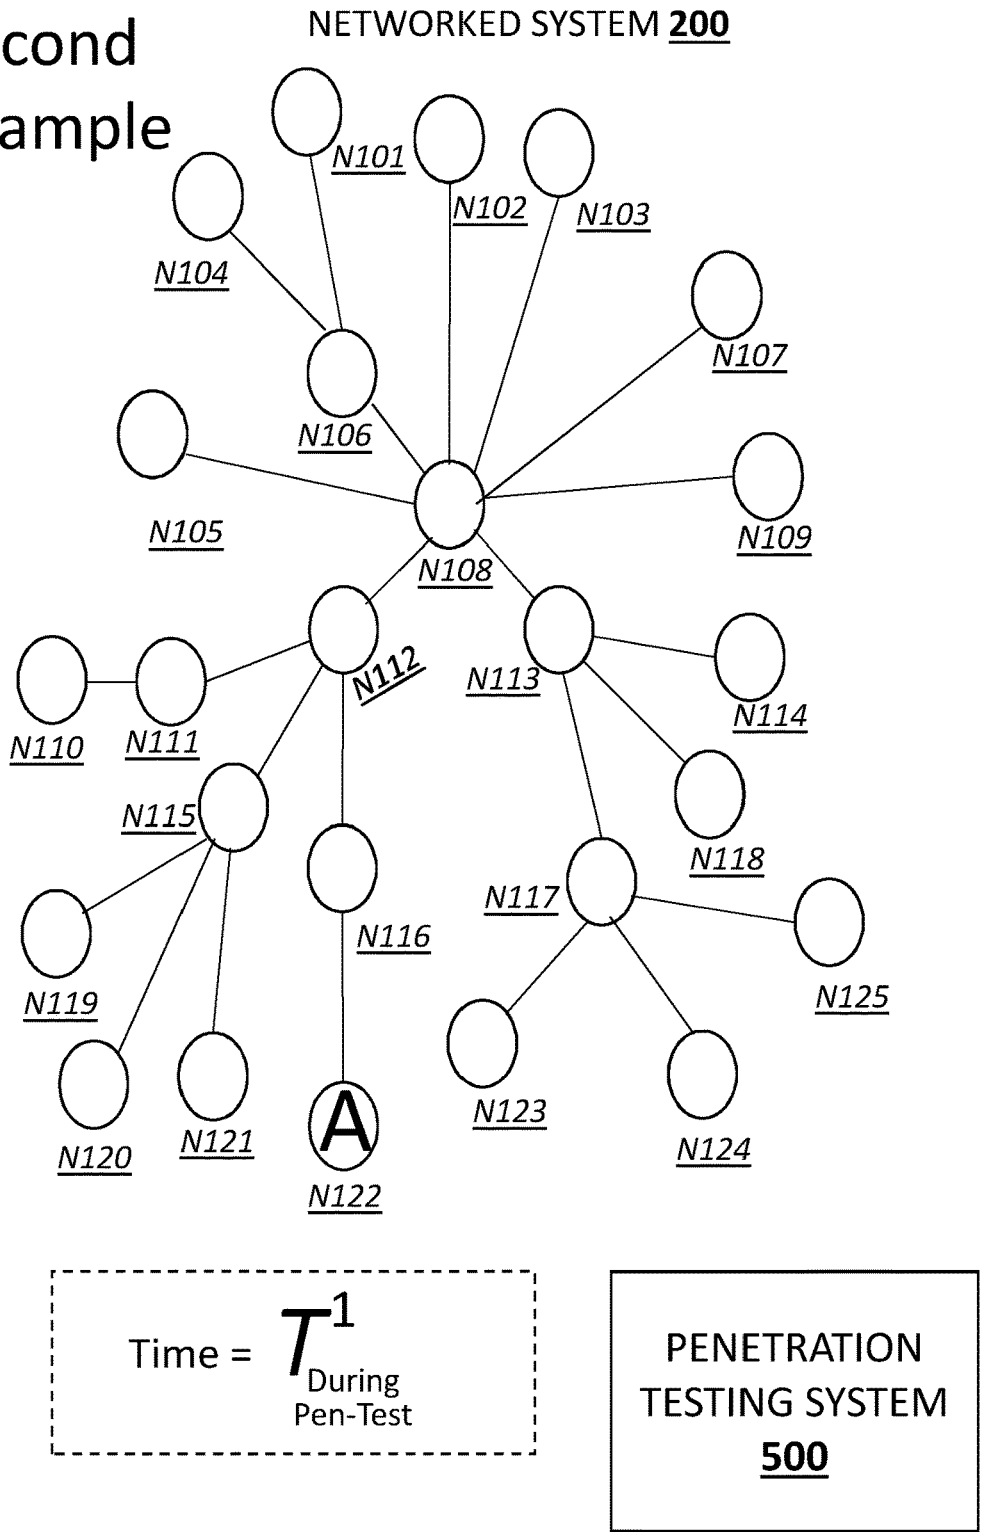 cond
ample
NETWORKED SYSTEM 200
N101
N102
N103
N104
N107
N106
N105
N109
N108
N112
N113
N114
N110
N111
N115
N118
N117
N116
N119
N125
N123
N120
N121
N124
A
N122
Time = T1
During
Pen-Test
PENETRATION
TESTING SYSTEM
500